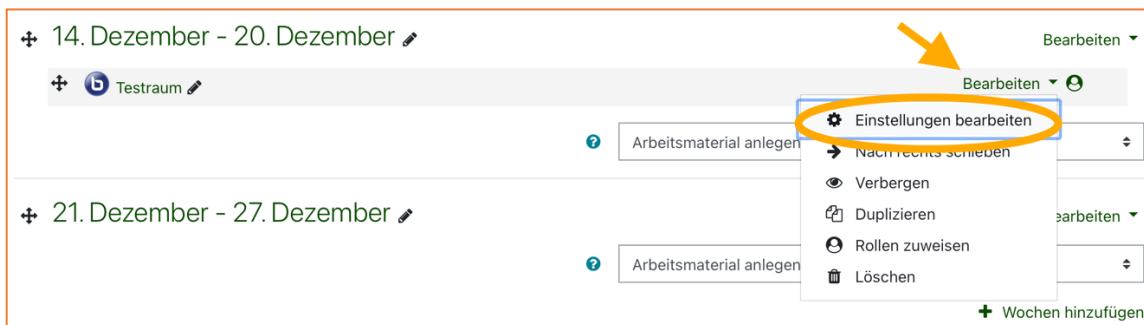 14. Dezember - 20. Dezember
Bearbeiten
Testraum
Bearbeiten
Einstellungen bearbeiten
Arbeitsmaterial anlegen
Nach rechts schieben
Verbergen
21. Dezember - 27. Dezember
Duplizieren
earbeiten
Rollen zuweisen
Arbeitsmaterial anlegen
Löschen
Wochen hinzufügen